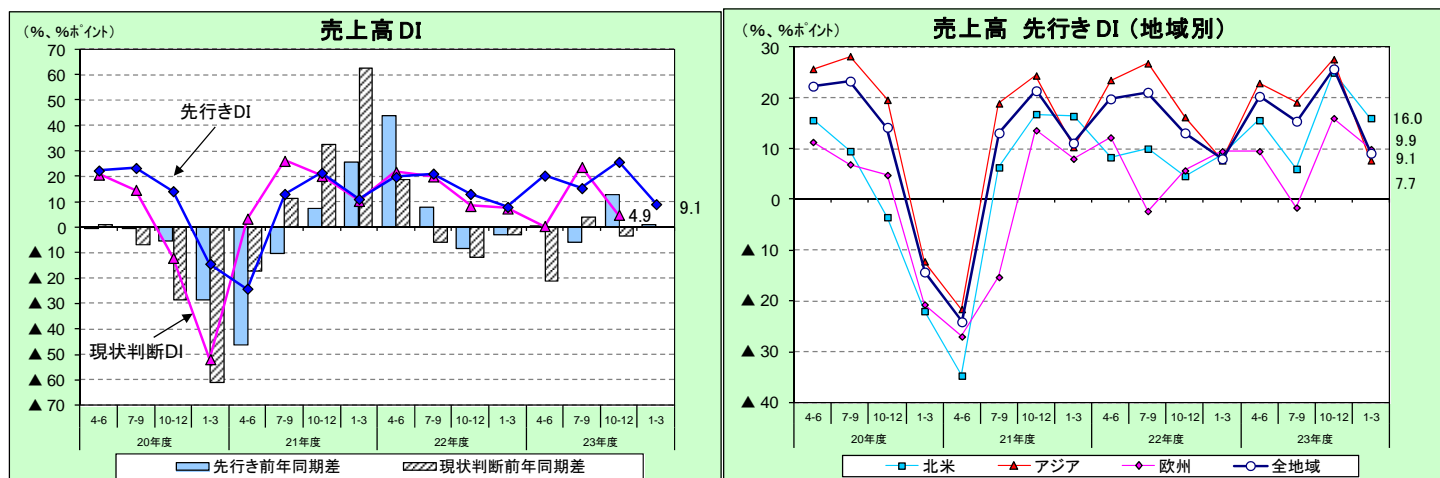 売上高DI
(%、%ポイント)
70
60
50
40
30
20
10
0
▲ 10
▲ 20
▲ 30
▲ 40
▲ 50
▲ 60
▲ 70
先行きDI
現状判断DI
4.9
9.1
4-6 7-9 10-12 1-3 4-6 7-9 10-12 1-3 4-6 7-9 10-12 1-3 4-6 7-9 10-12 1-3
20年度 21年度 22年度 23年度
先行き前年同期差 現状判断前年同期差
売上高 先行きDI (地域別)
(%、%ポイント)
30
20
10
0
▲ 10
▲ 20
▲ 30
▲ 40
16.0
9.9
9.1
7.7
4-6 7-9 10-12 1-3 4-6 7-9 10-12 1-3 4-6 7-9 10-12 1-3 4-6 7-9 10-12 1-3
20年度 21年度 22年度 23年度
北米 アジア 欧州 全地域